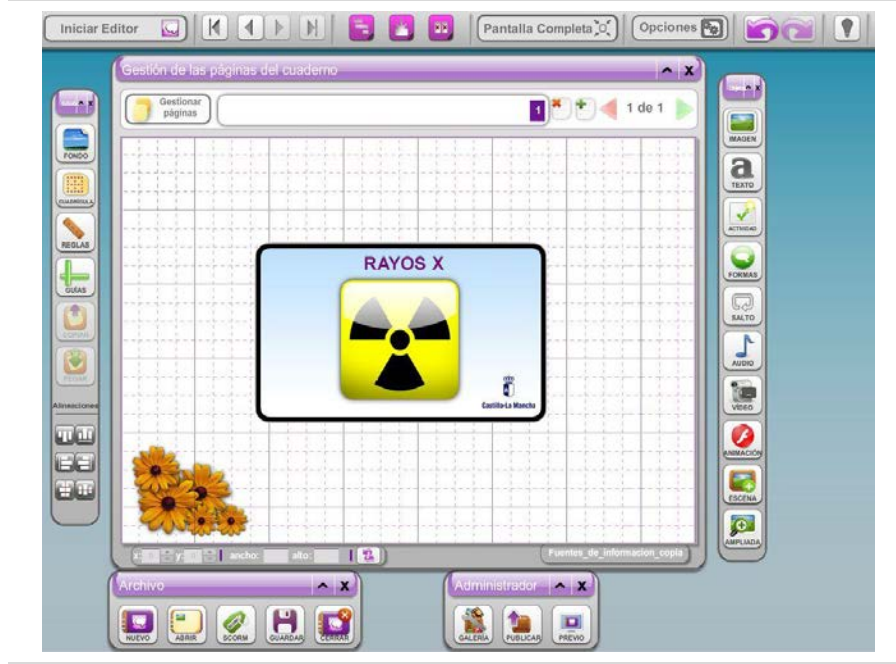 Iniciar Editor
Pantalla Completa
Opciones
Gestión de las páginas del cuaderno
Gestionar
páginas
1
1 de 1
FONDO
CUADRÍCULA
REGLAS
GUÍAS
COPIAR
PEGAR
Alineaciones
RAYOS X
Castilla-La Mancha
IMAGEN
TEXTO
ACTIVIDAD
FORMAS
SALTO
AUDIO
VÍDEO
ANIMACIÓN
ESCENA
AMPLIADA
x:
y:
ancho:
alto:
Fuentes_de_informacion_copia
Archivo
NUEVO
ABRIR
SCORM
GUARDAR
CERRAR
Administrador
GALERÍA
PUBLICAR
PREVIO